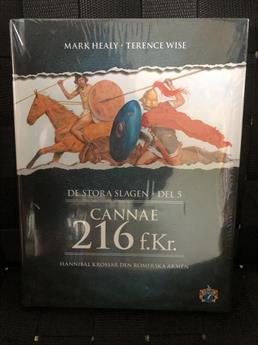 MARK HEALY · TERENCE WISE
DE STORA SLAGEN · DEL 5
CANNAE
216 f.Kr.
HANNIBAL KROSSAR DEN ROMERSKA ARMÉN